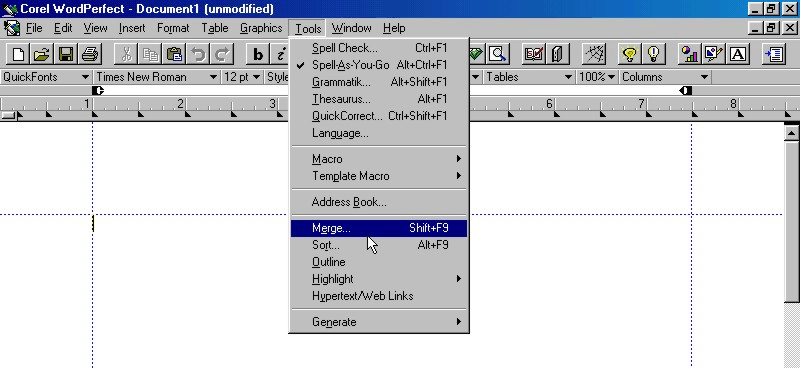 Corel WordPerfect - Document1 (unmodified)
File Edit View Insert Format Table Graphics Tools Window Help
b i
QuickFonts Times New Roman 12 pt Style Tables 100% Columns
1 2 3 7 8
Spell Check... Ctrl+F1
Spell-As-You-Go Alt+Ctrl+F1
Grammatik... Alt+Shift+F1
Thesaurus... Alt+F1
QuickCorrect... Ctrl+Shift+F1
Language...
Macro
Template Macro
Address Book...
Merge... Shift+F9
Sort... Alt+F9
Outline
Highlight
Hypertext/Web Links
Generate